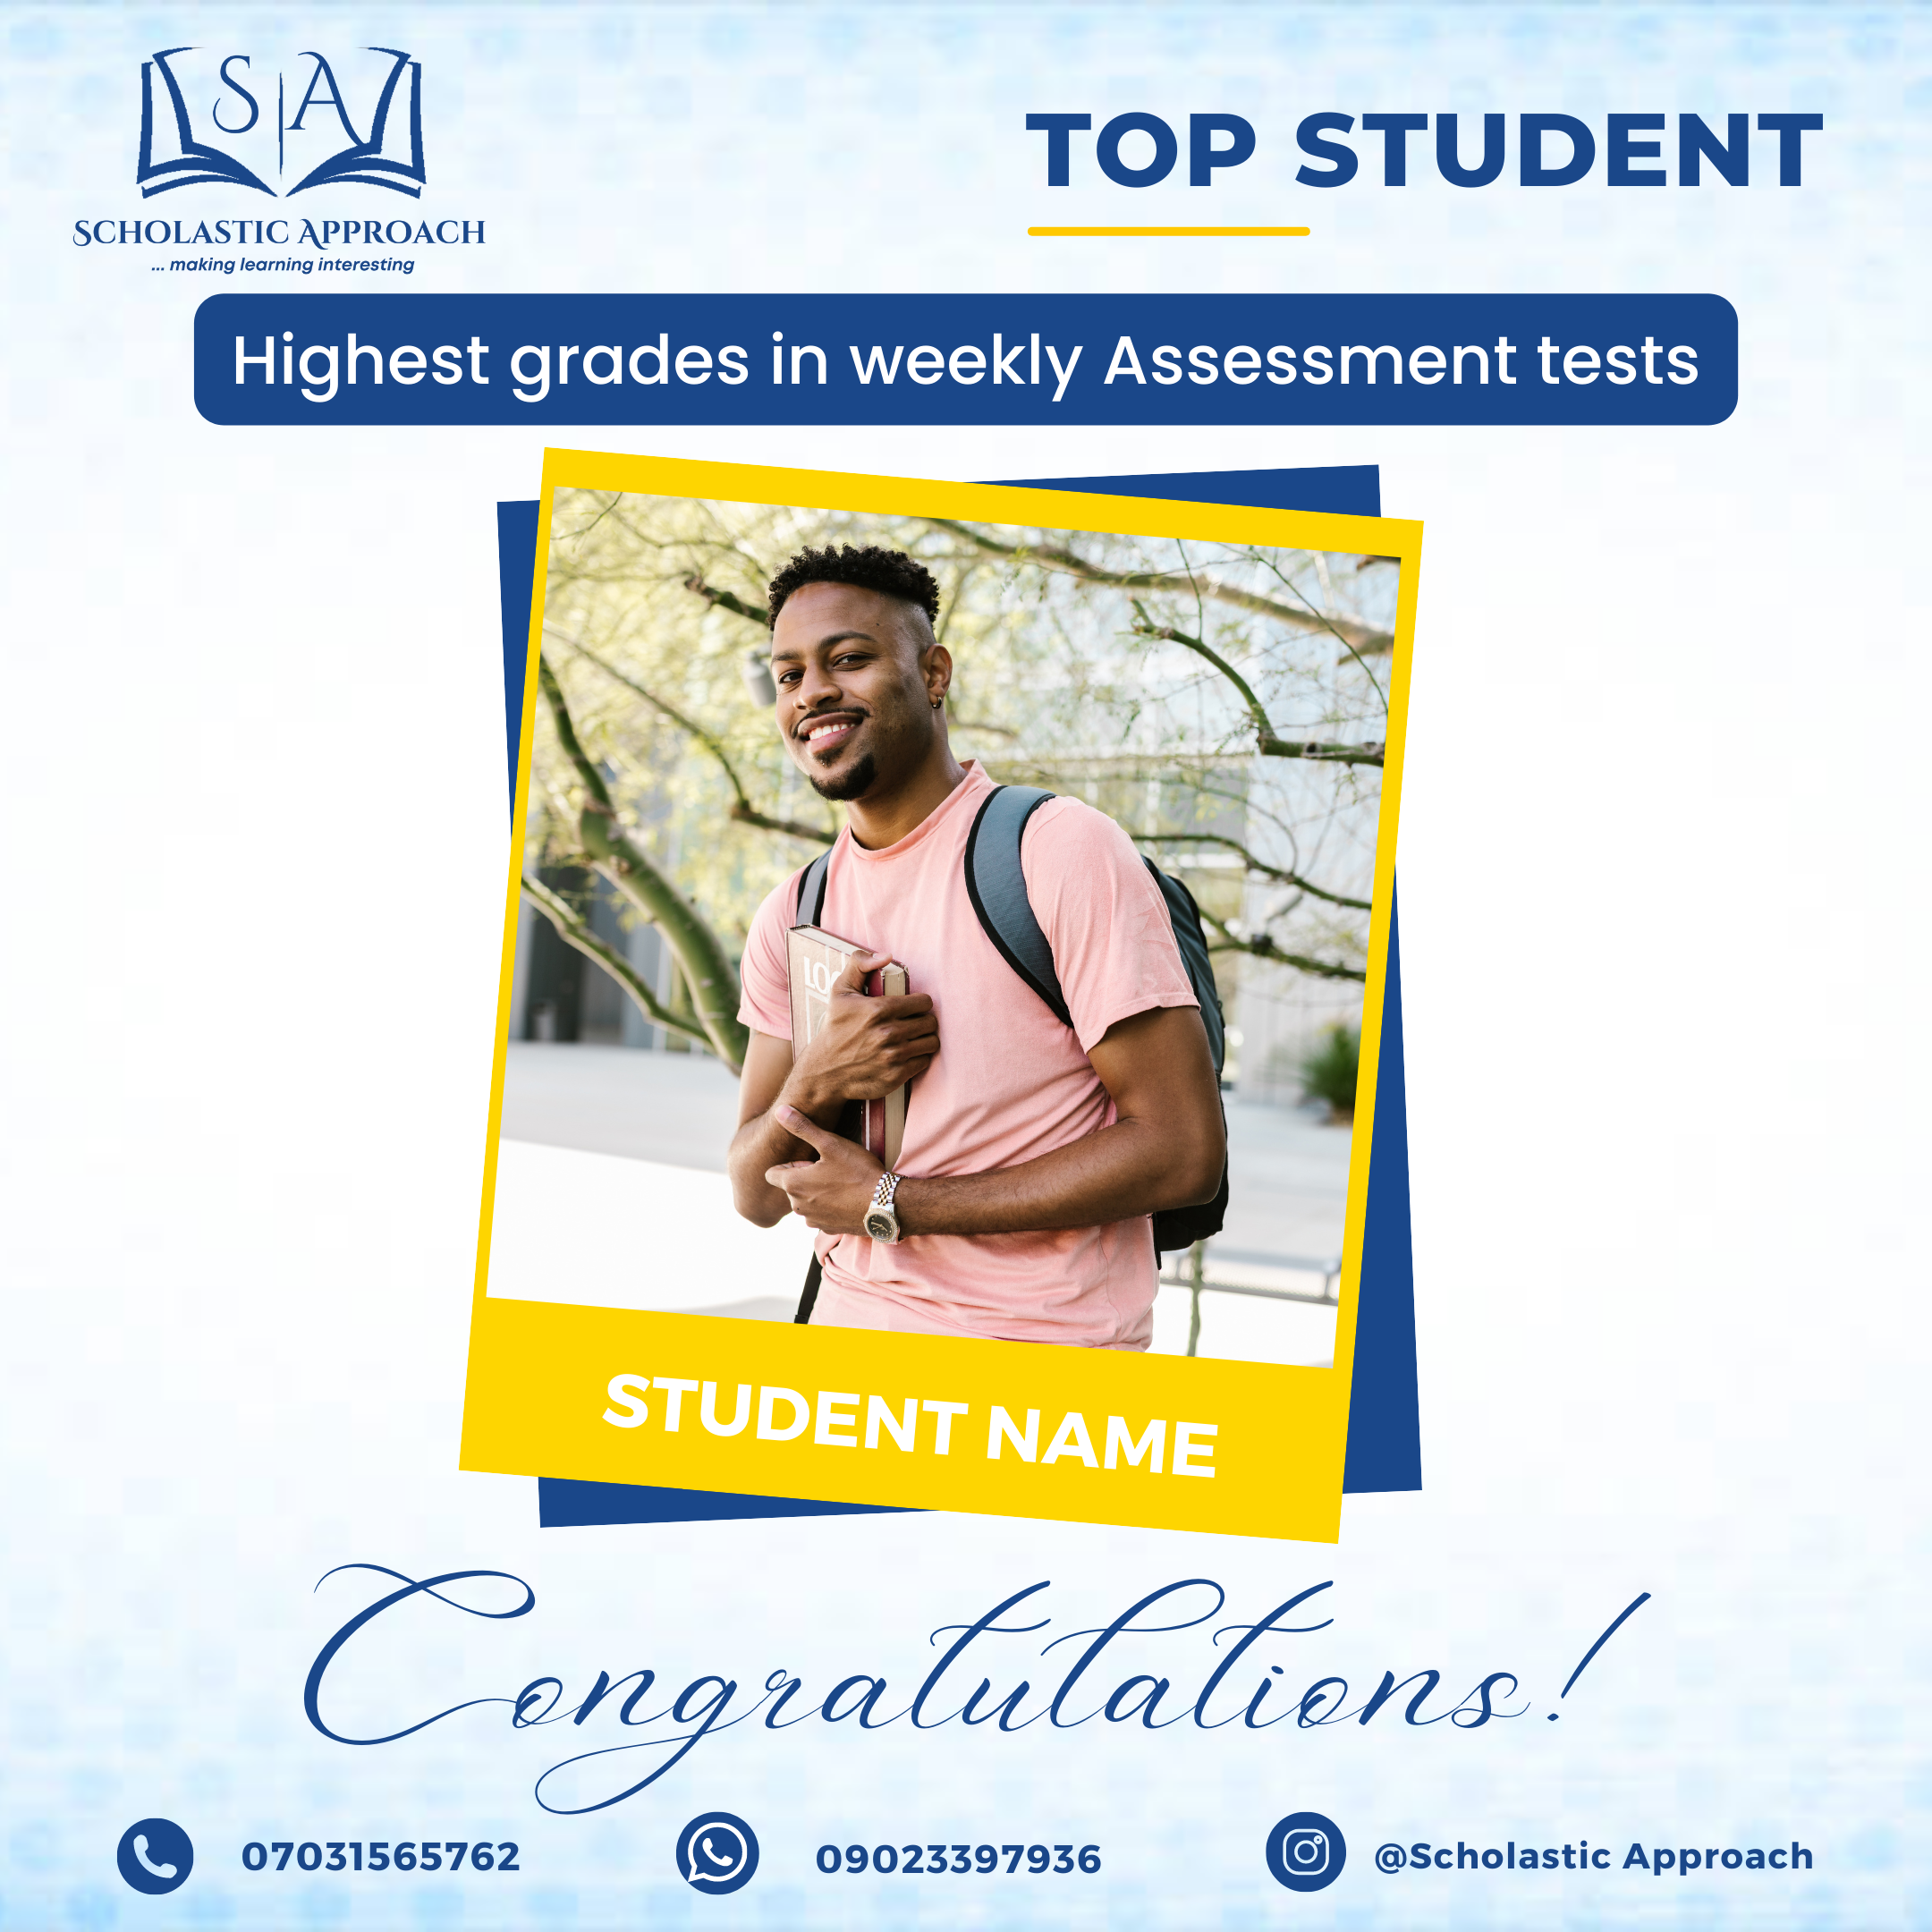 S|A
SCHOLASTIC APPROACH
... making learning interesting
TOP STUDENT
Highest grades in weekly Assessment tests
STUDENT NAME
Congratulations!
07031565762
09023397936
@Scholastic Approach